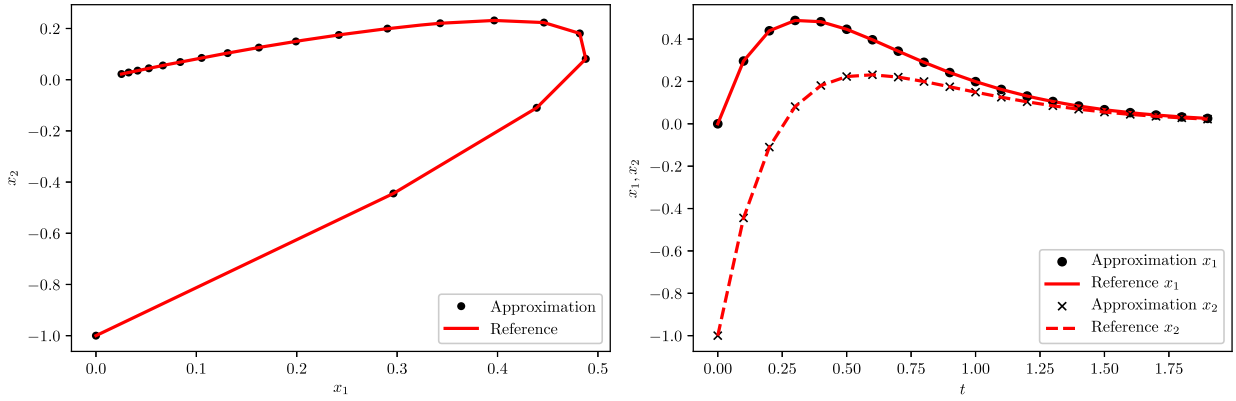 0.2
0.0
−0.2
−0.4
−0.6
−0.8
−1.0
x₂
0.0 0.1 0.2 0.3 0.4 0.5
x₁
Approximation
Reference
0.4
0.2
0.0
−0.2
−0.4
−0.6
−0.8
−1.0
x₁, x₂
0.00 0.25 0.50 0.75 1.00 1.25 1.50 1.75
t
Approximation x₁
Reference x₁
Approximation x₂
Reference x₂